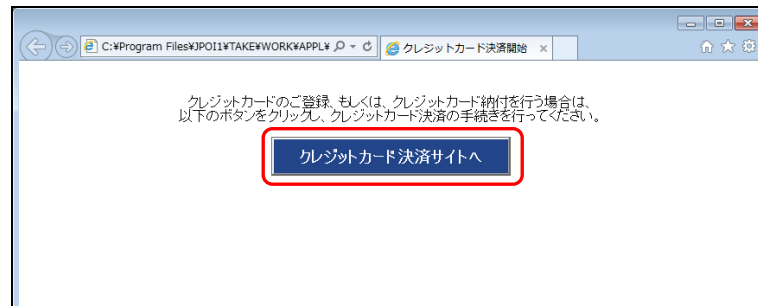 C:¥Program Files¥JPOI1¥TAKE¥WORK¥APPL¥
クレジットカード決済開始
クレジットカードのご登録、もしくは、クレジットカード納付を行う場合は、
以下のボタンをクリックし、クレジットカード決済の手続きを行ってください。
クレジットカード決済サイトへ